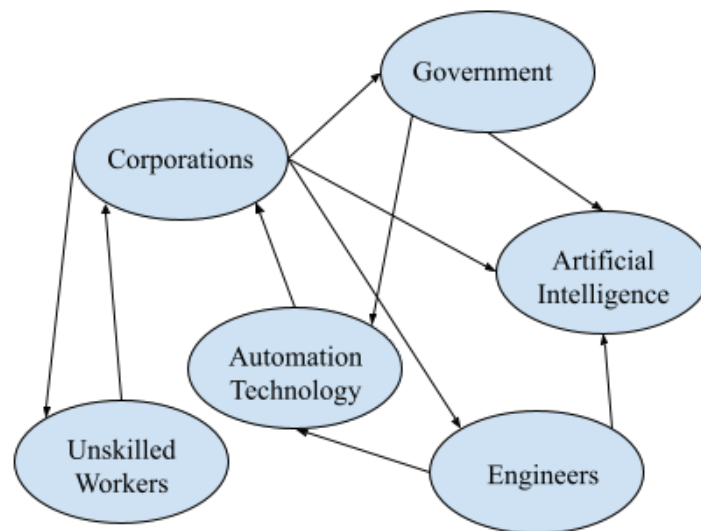 Government
Corporations
Artificial
Intelligence
Automation
Technology
Unskilled
Workers
Engineers